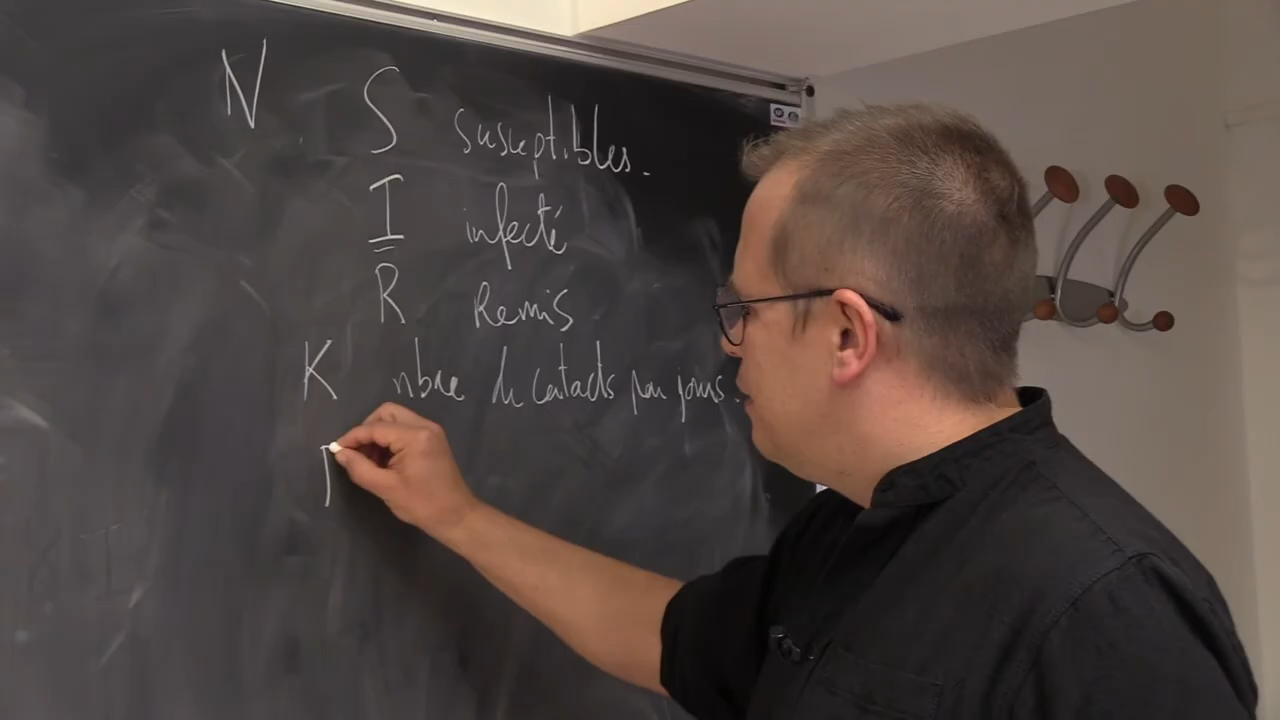 N S susceptibles.
I infecté
R Remis
K nbre de contacts par jours.